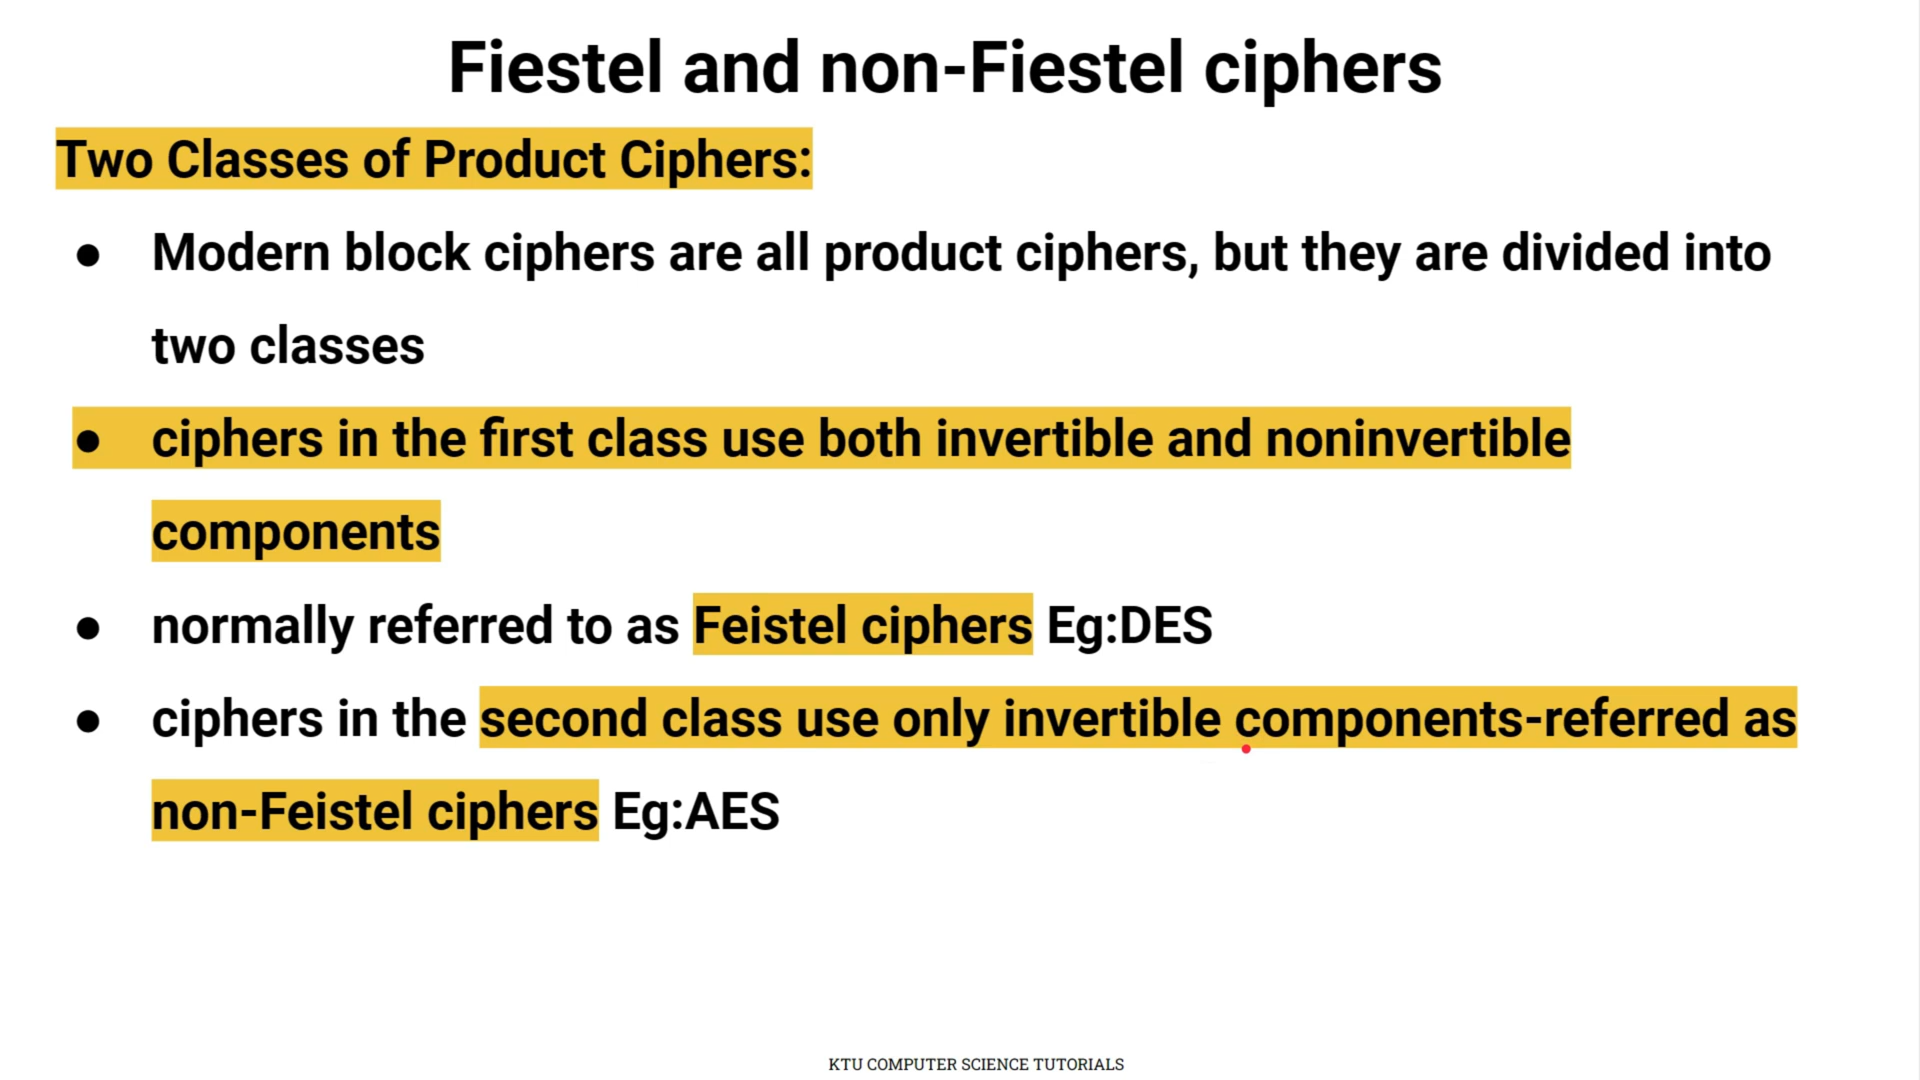 Fiestel and non-Fiestel ciphers
Two Classes of Product Ciphers:
● Modern block ciphers are all product ciphers, but they are divided into
two classes
● ciphers in the first class use both invertible and noninvertible
components
● normally referred to as Feistel ciphers Eg:DES
● ciphers in the second class use only invertible components-referred as
non-Feistel ciphers Eg:AES
KTU COMPUTER SCIENCE TUTORIALS